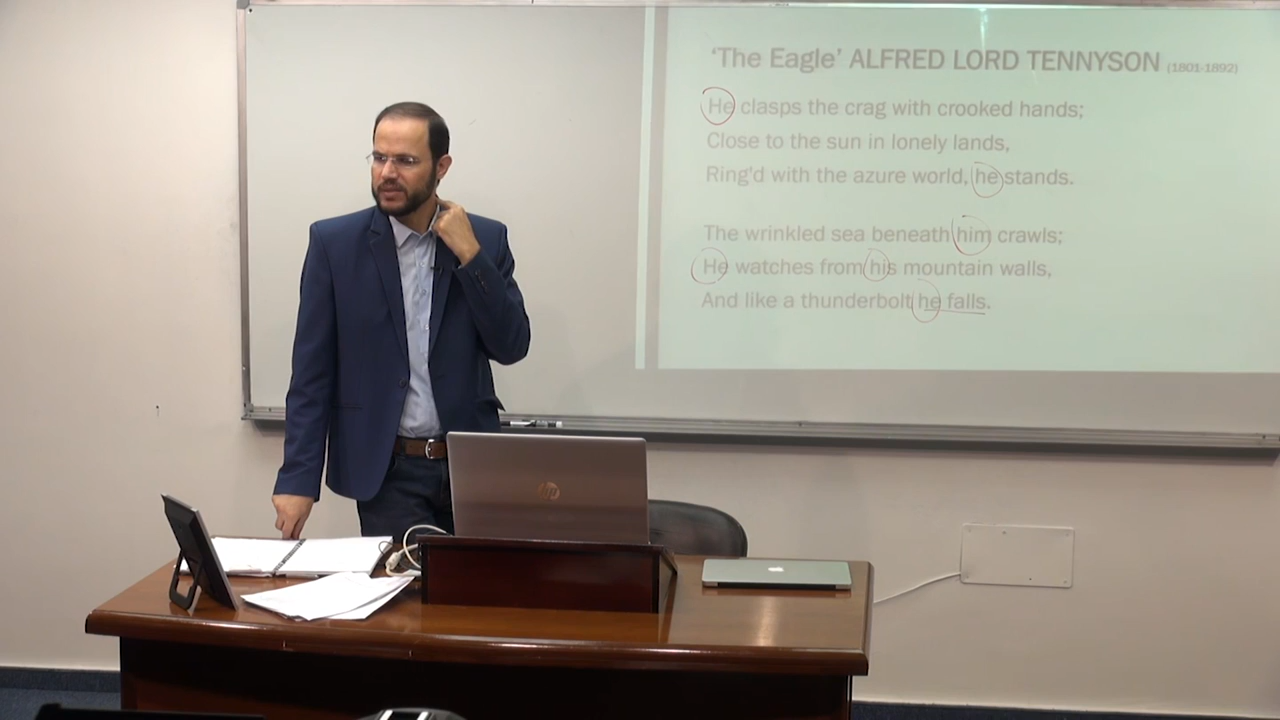 'The Eagle' ALFRED LORD TENNYSON (1801-1892)
He clasps the crag with crooked hands;
Close to the sun in lonely lands,
Ring'd with the azure world, he stands.
The wrinkled sea beneath him crawls;
He watches from his mountain walls,
And like a thunderbolt he falls.
hp